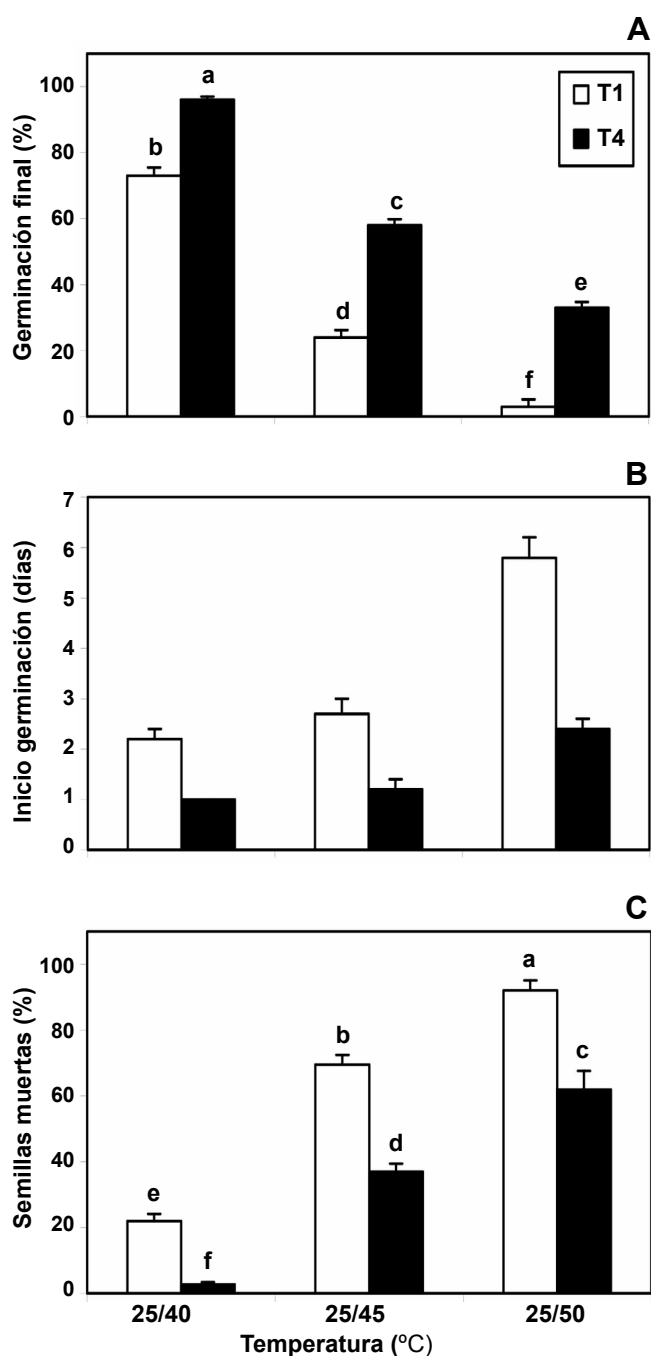 A
Germinación final (%)
100
80
60
40
20
0
b
a
d
c
f
e
T1
T4
B
Inicio germinación (días)
7
6
5
4
3
2
1
0
C
Semillas muertas (%)
100
80
60
40
20
0
e
f
b
d
a
c
25/40
25/45
25/50
Temperatura (ºC)